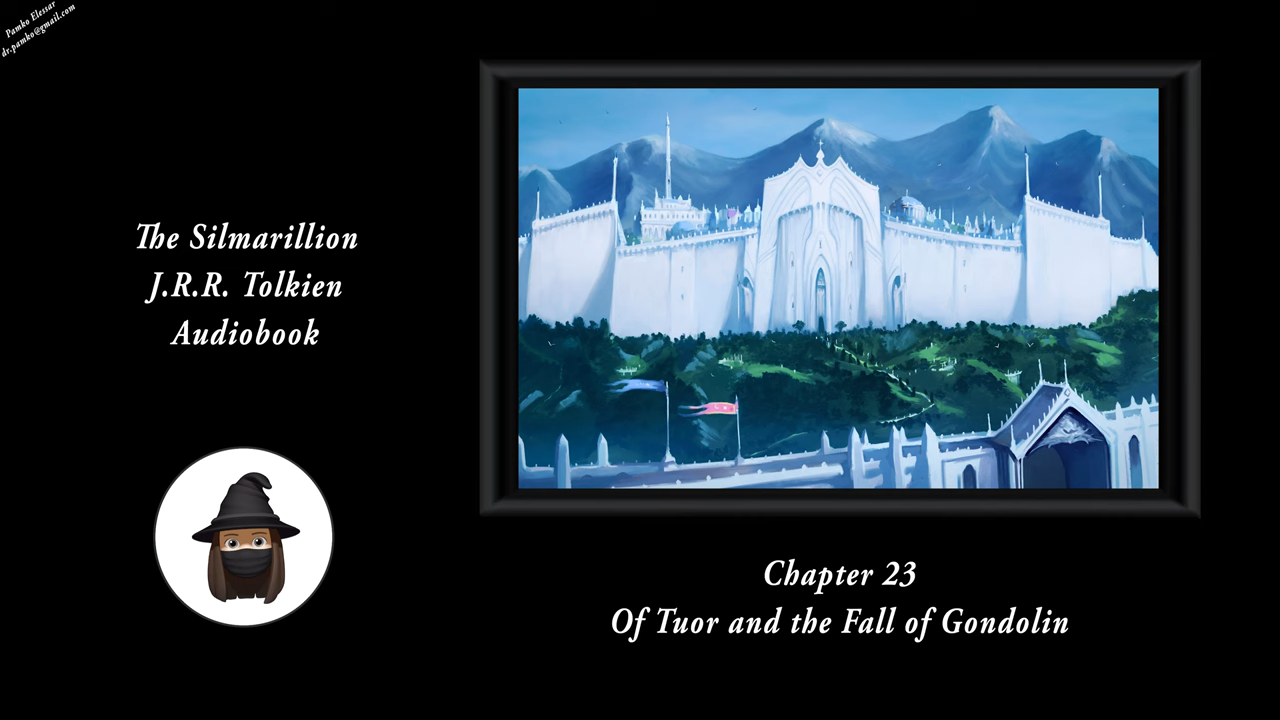 Pamko Elessar
dr.pamko@gmail.com
The Silmarillion
J.R.R. Tolkien
Audiobook
Chapter 23
Of Tuor and the Fall of Gondolin